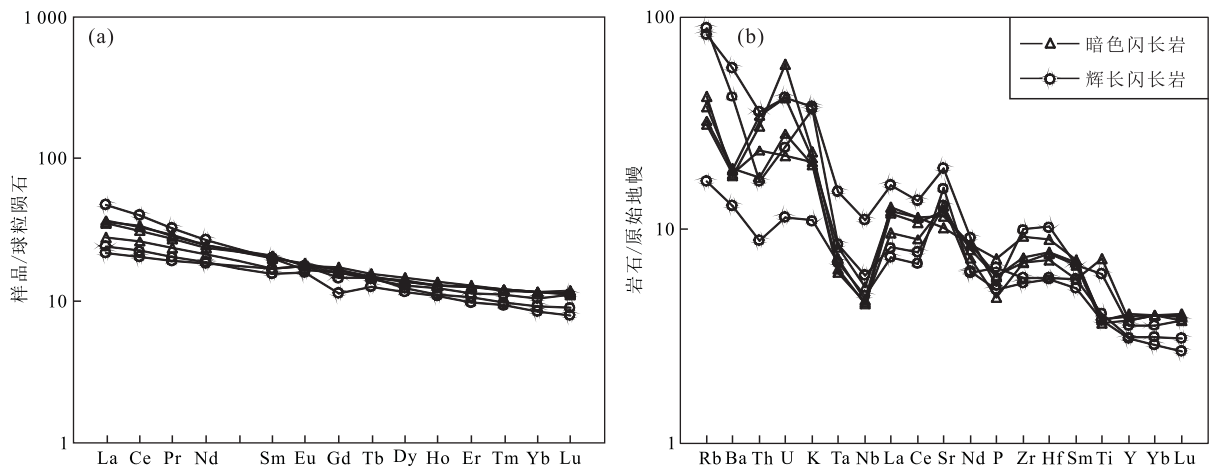 (a)
样品/球粒陨石
1 000
100
10
1
La Ce Pr Nd Sm Eu Gd Tb Dy Ho Er Tm Yb Lu
(b)
岩石/原始地幔
100
10
1
暗色闪长岩
辉长闪长岩
Rb Ba Th U K Ta Nb La Ce Sr Nd P Zr Hf Sm Ti Y Yb Lu